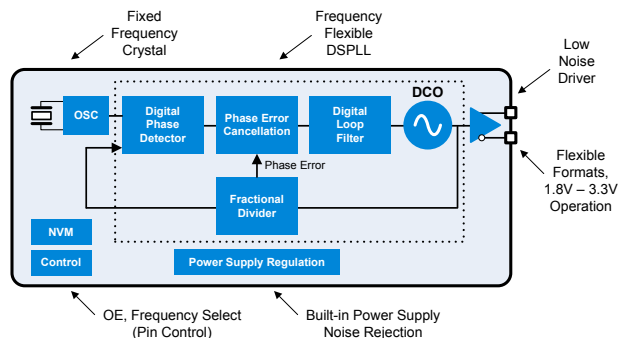 Fixed
Frequency
Crystal
Frequency
Flexible
DSPLL
Low
Noise
Driver
OSC
Digital
Phase
Detector
Phase Error
Cancellation
Digital
Loop
Filter
DCO
Phase Error
Fractional
Divider
Flexible
Formats,
1.8V – 3.3V
Operation
NVM
Control
Power Supply Regulation
OE, Frequency Select
(Pin Control)
Built-in Power Supply
Noise Rejection